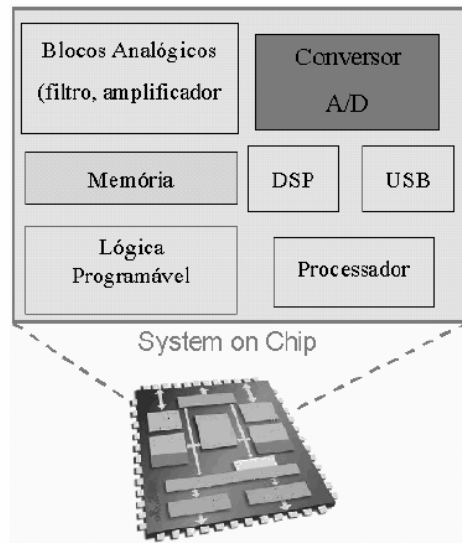 Blocos Analógicos
(filtro, amplificador
Conversor
A/D
Memória
DSP
USB
Lógica
Programável
Processador
System on Chip